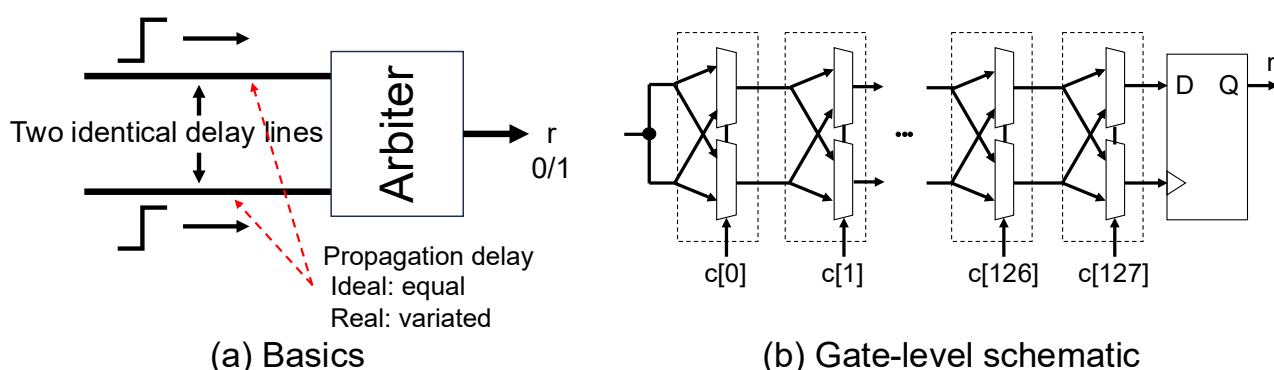 Two identical delay lines
Arbiter
r
0/1
Propagation delay
Ideal: equal
Real: variated
(a) Basics
D Q
r
...
c[0] c[1] c[126] c[127]
(b) Gate-level schematic